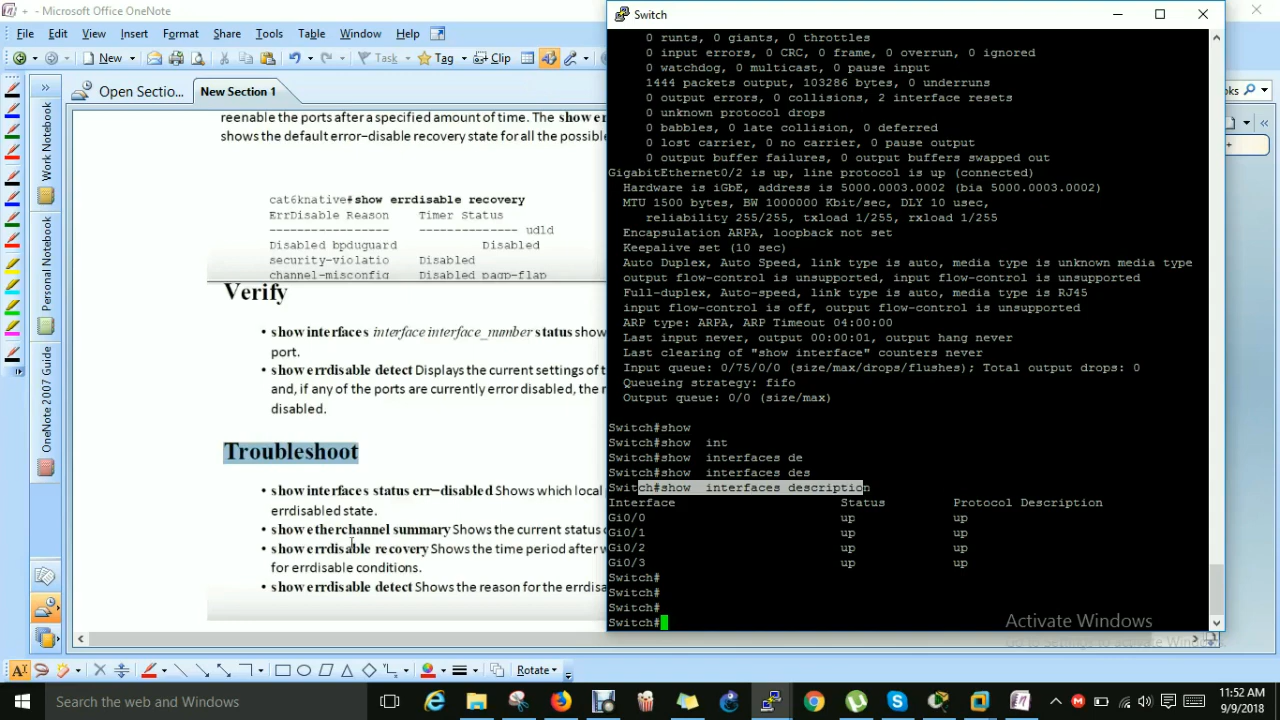 + - Microsoft Office OneNote
File Edit View Insert Format Share Tools Table Window Help
New Task Tag
Open Sectio... New Section 1
All Notebooks
OneNote 2007
reenable the ports after a specified amount of time. The show er
shows the default error-disable recovery state for all the possible
cat6knative#show errdisable recovery
ErrDisable Reason Timer Status
------------------- -------------- udld
Disabled bpduguard Disabled
security-violatio Disabled
channel-misconfig Disabled pagp-flap
Verify
• show interfaces interface interface_number status show
port.
• show errdisable detect Displays the current settings of t
and, if any of the ports are currently error disabled, the r
disabled.
Troubleshoot
• show interfaces status err-disabled Shows which local
errdisabled state.
• show etherchannel summary Shows the current status o
• show errdisable recovery Shows the time period after w
for errdisable conditions.
• show errdisable detect Shows the reason for the errdisa
Rotate
Switch
0 runts, 0 giants, 0 throttles
0 input errors, 0 CRC, 0 frame, 0 overrun, 0 ignored
0 watchdog, 0 multicast, 0 pause input
1444 packets output, 103286 bytes, 0 underruns
0 output errors, 0 collisions, 2 interface resets
0 unknown protocol drops
0 babbles, 0 late collision, 0 deferred
0 lost carrier, 0 no carrier, 0 pause output
0 output buffer failures, 0 output buffers swapped out
GigabitEthernet0/2 is up, line protocol is up (connected)
Hardware is iGbE, address is 5000.0003.0002 (bia 5000.0003.0002)
MTU 1500 bytes, BW 1000000 Kbit/sec, DLY 10 usec,
reliability 255/255, txload 1/255, rxload 1/255
Encapsulation ARPA, loopback not set
Keepalive set (10 sec)
Auto Duplex, Auto Speed, link type is auto, media type is unknown media type
output flow-control is unsupported, input flow-control is unsupported
Full-duplex, Auto-speed, link type is auto, media type is RJ45
input flow-control is off, output flow-control is unsupported
ARP type: ARPA, ARP Timeout 04:00:00
Last input never, output 00:00:01, output hang never
Last clearing of "show interface" counters never
Input queue: 0/75/0/0 (size/max/drops/flushes); Total output drops: 0
Queueing strategy: fifo
Output queue: 0/0 (size/max)
Switch#show
Switch#show int
Switch#show interfaces de
Switch#show interfaces des
Switch#show interfaces description
Interface Status Protocol Description
Gi0/0 up up
Gi0/1 up up
Gi0/2 up up
Gi0/3 up up
Switch#
Switch#
Switch#
Switch#
Activate Windows
Go to Settings to activate Windows.
oks
Search the web and Windows
11:52 AM
9/9/2018